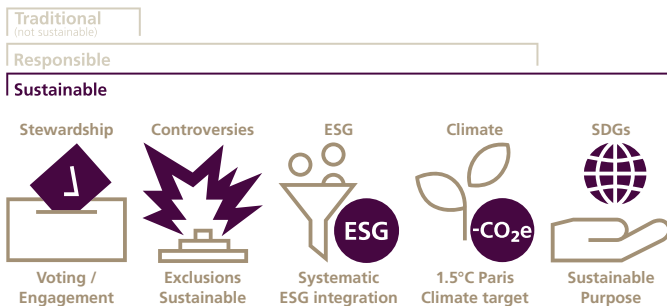 Traditional
(not sustainable)
Responsible
Sustainable
Stewardship Controversies ESG Climate SDGs
ESG -CO₂e
Voting / Exclusions Systematic 1.5°C Paris Sustainable
Engagement Sustainable ESG integration Climate target Purpose